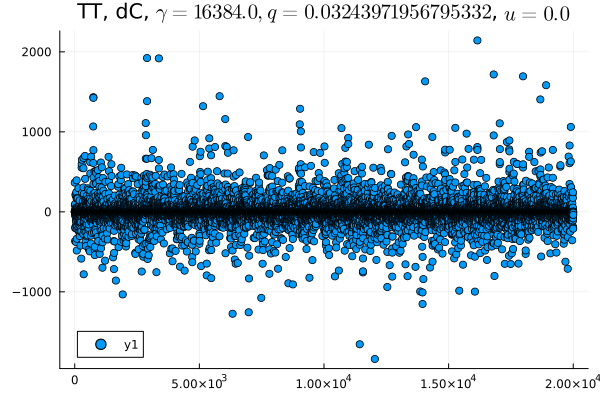 TT, dC, γ = 16384.0, q = 0.03243971956795332, u = 0.0
2000
1000
0
−1000
y1
0 5.00×10³ 1.00×10⁴ 1.50×10⁴ 2.00×10⁴